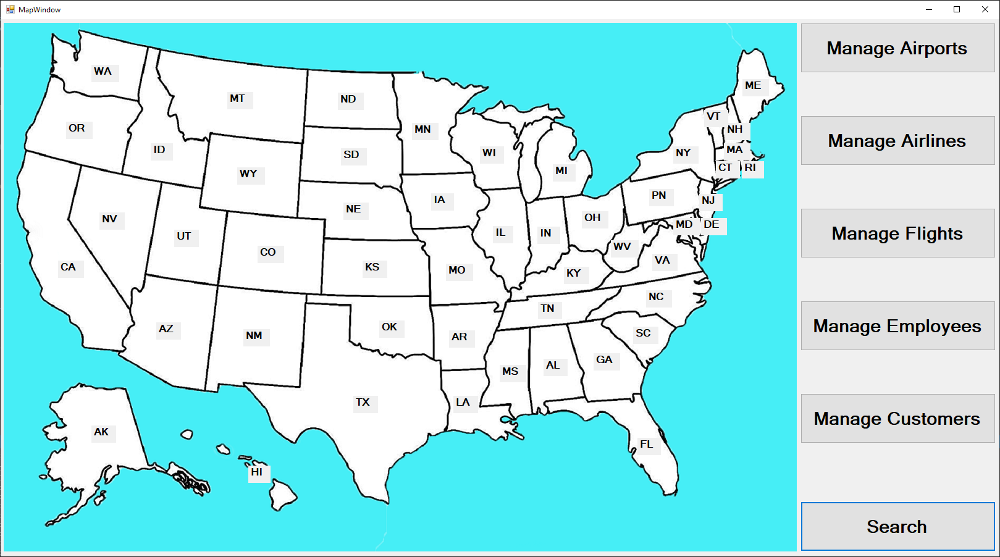 MapWindow
WA
MT
ND
MN
ME
OR
ID
SD
WI
VT
NH
NY
MA
WY
MI
CT
RI
NV
NE
IA
PN
NJ
UT
OH
MD
DE
CA
CO
KS
MO
IL
IN
WV
VA
KY
AZ
NM
OK
AR
TN
NC
SC
MS
AL
GA
TX
LA
FL
AK
HI
Manage Airports
Manage Airlines
Manage Flights
Manage Employees
Manage Customers
Search